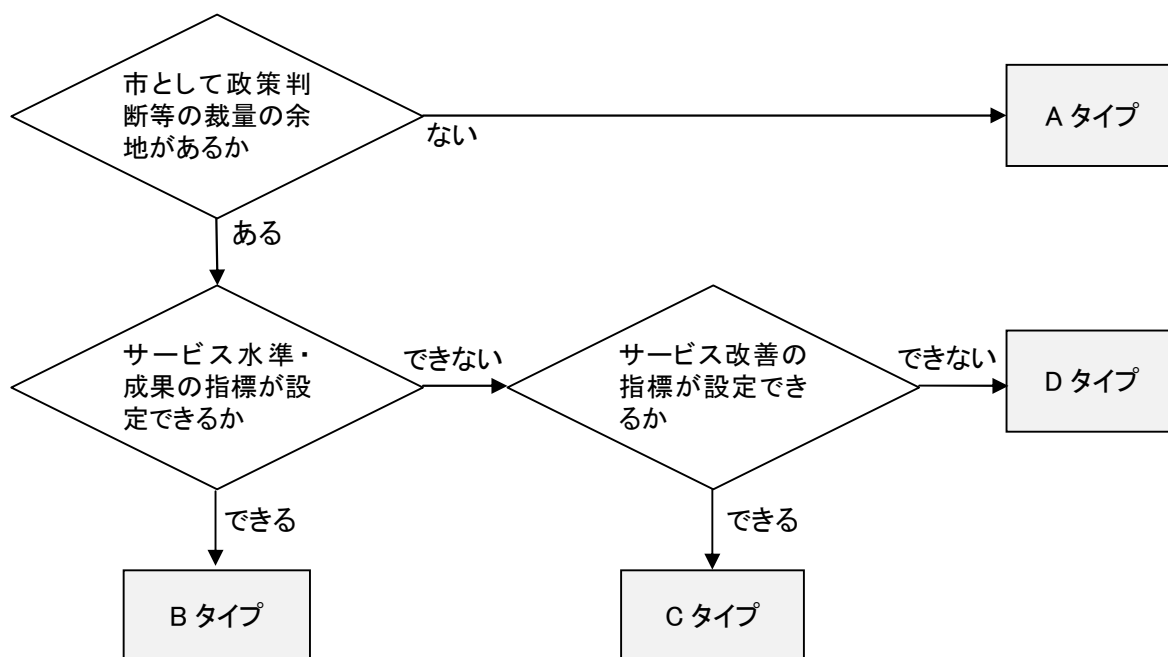 市として政策判
断等の裁量の余
地があるか
ない
A タイプ
ある
サービス水準・
成果の指標が設
定できるか
できない
サービス改善の
指標が設定でき
るか
できない
D タイプ
できる
できる
B タイプ
C タイプ